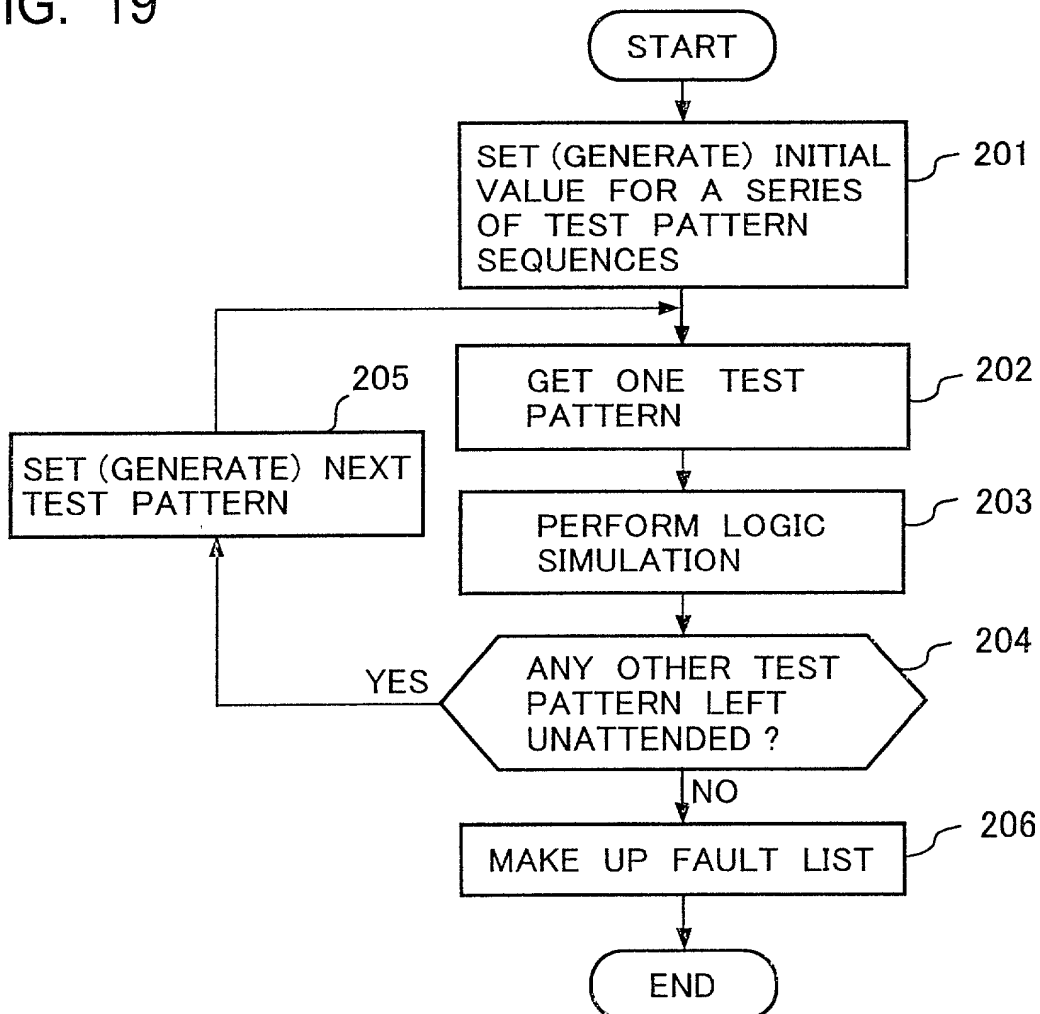 IG. 19
START
SET (GENERATE) INITIAL
VALUE FOR A SERIES
OF TEST PATTERN
SEQUENCES
201
GET ONE TEST
PATTERN
202
205
SET (GENERATE) NEXT
TEST PATTERN
PERFORM LOGIC
SIMULATION
203
YES
ANY OTHER TEST
PATTERN LEFT
UNATTENDED ?
204
NO
MAKE UP FAULT LIST
206
END